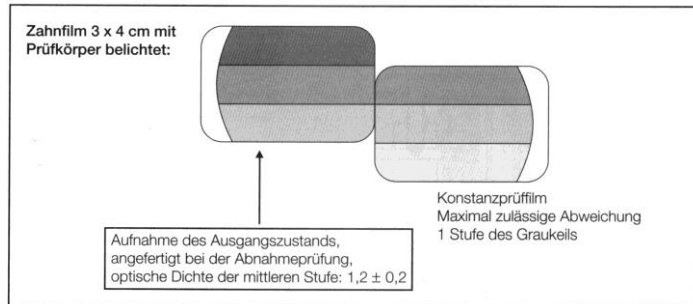 Zahnfilm 3 x 4 cm mit
Prüfkörper belichtet:
Konstanzprüffilm
Maximal zulässige Abweichung
1 Stufe des Graukeils
Aufnahme des Ausgangszustands,
angefertigt bei der Abnahmeprüfung,
optische Dichte der mittleren Stufe: 1,2 ± 0,2